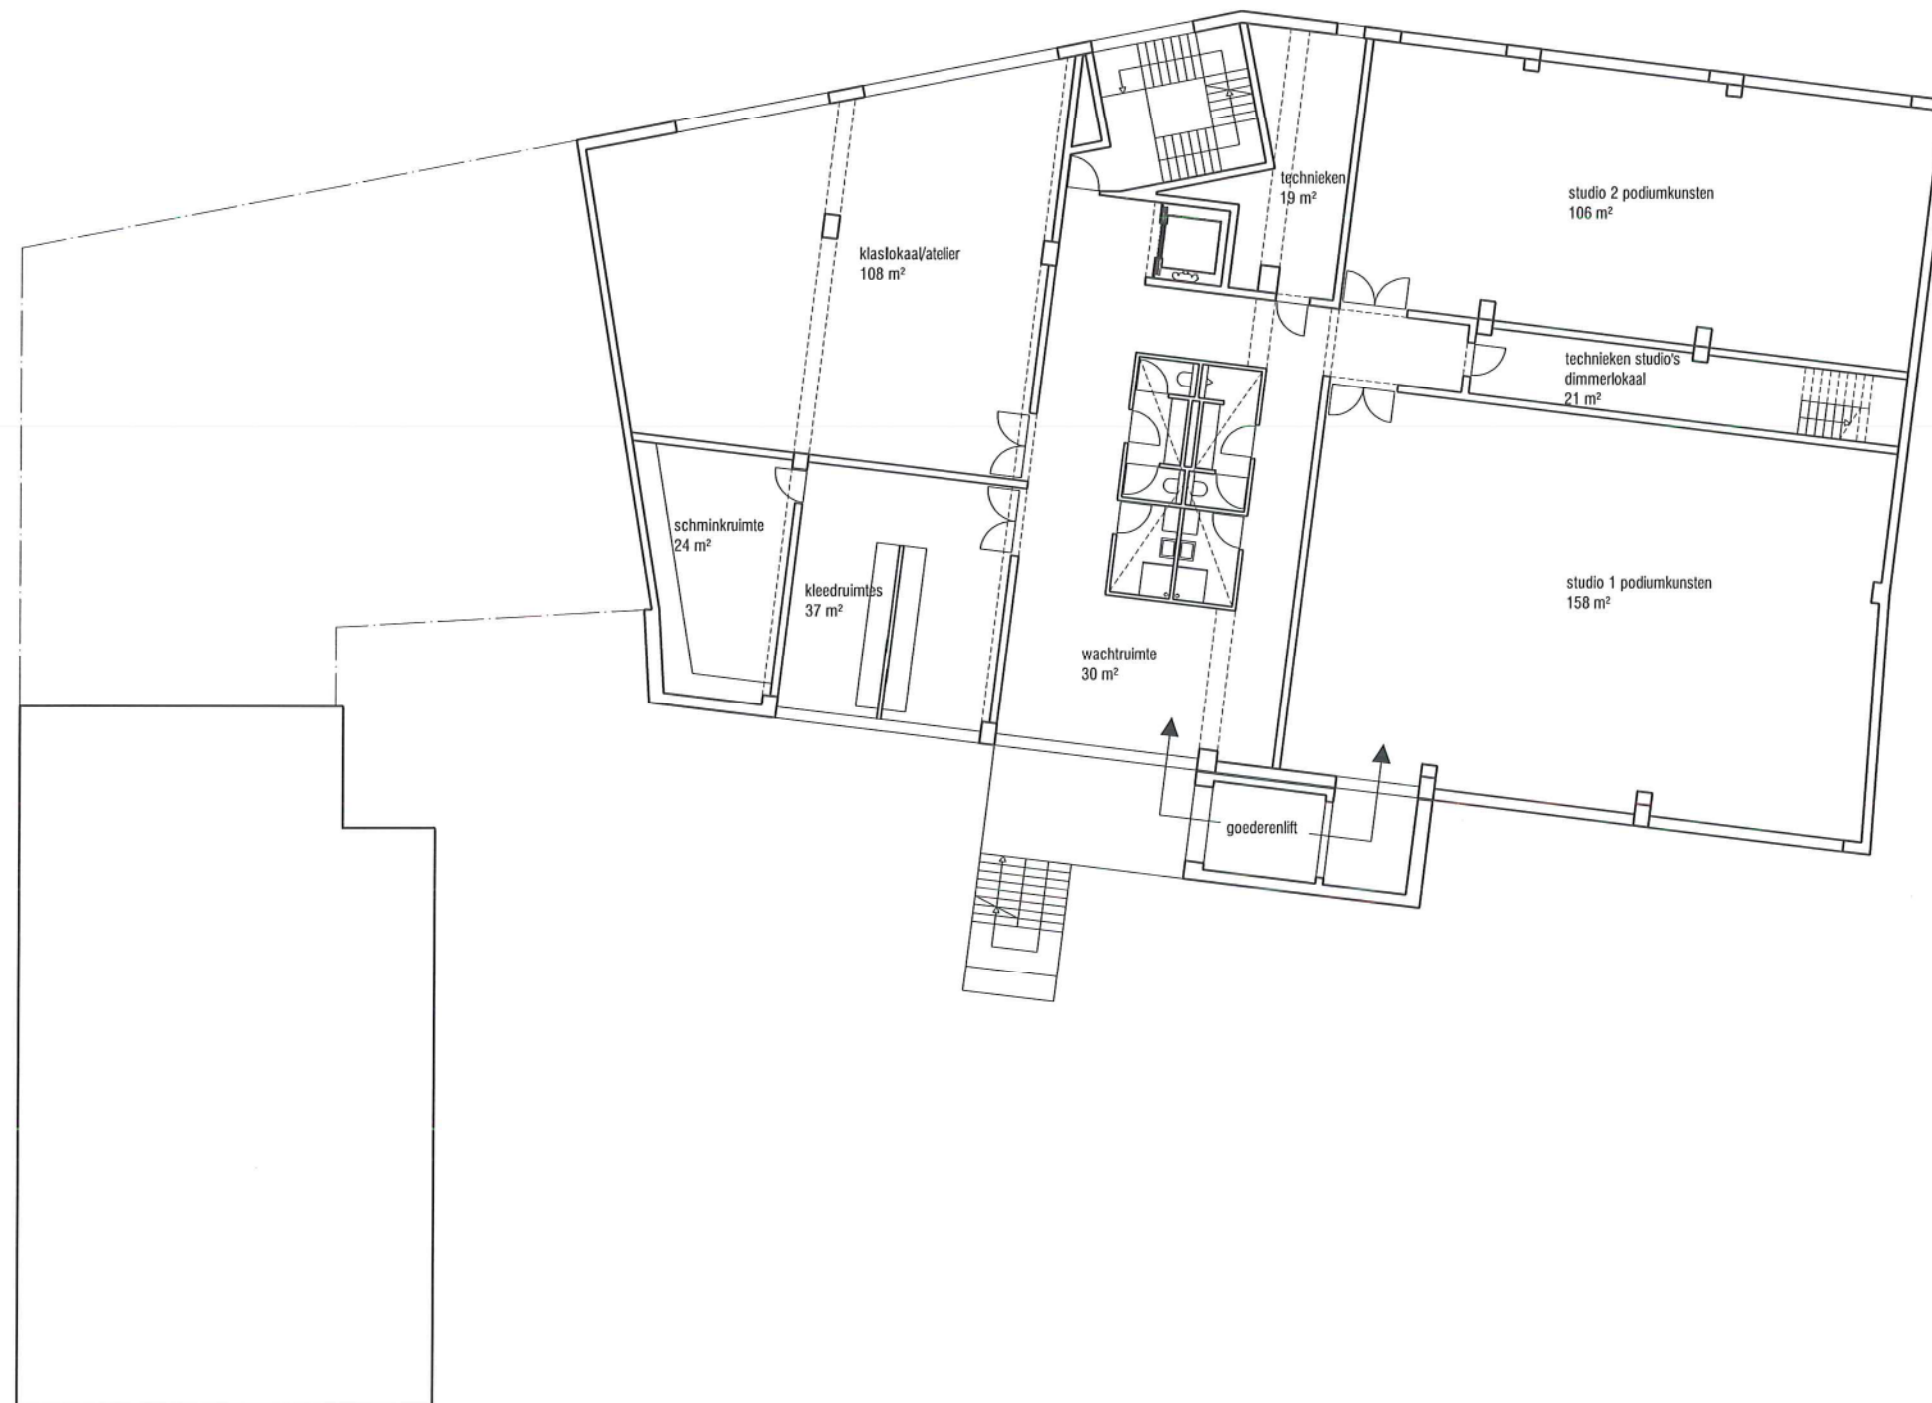 technieken
19 m²
studio 2 podiumkunsten
106 m²
klaslokaal/atelier
108 m²
technieken studio's
dimmerlokaal
21 m²
schminkruimte
24 m²
kleedruimtes
37 m²
studio 1 podiumkunsten
158 m²
wachtruimte
30 m²
goederenlift